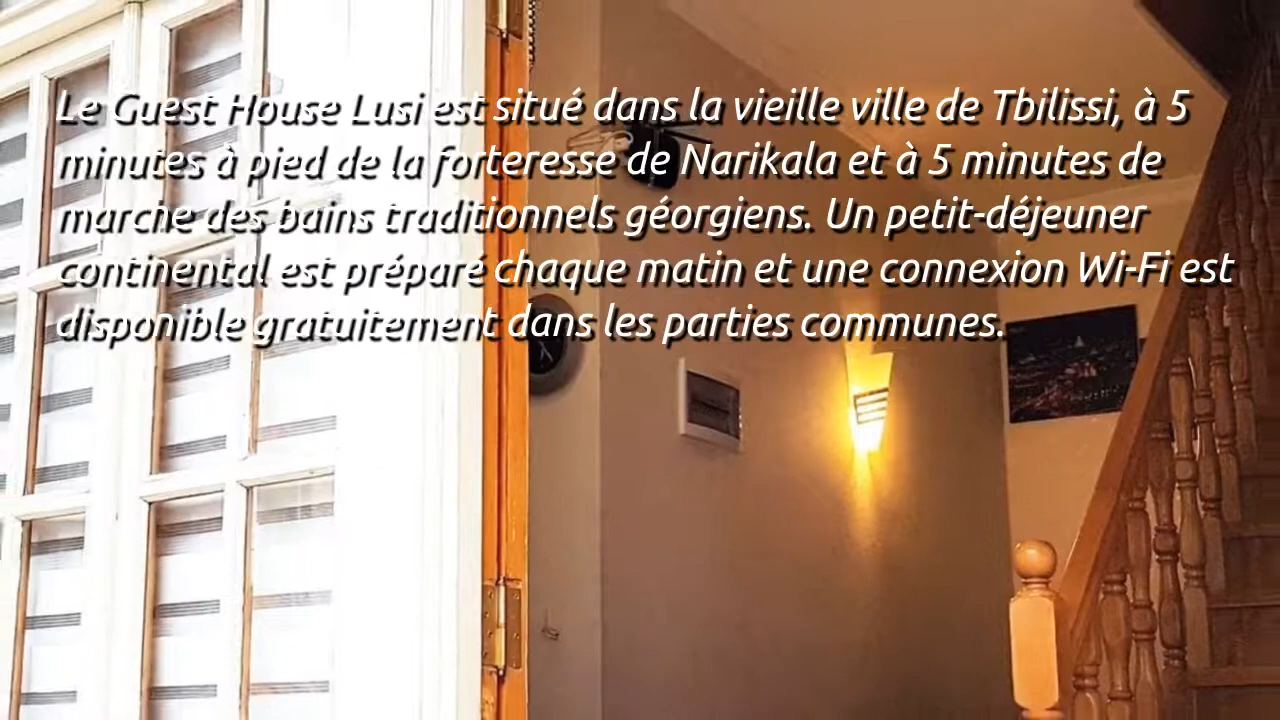 Le Guest House Lusi est situé dans la vieille ville de Tbilissi, à 5
minutes à pied de la forteresse de Narikala et à 5 minutes de
marche des bains traditionnels géorgiens. Un petit-déjeuner
continental est préparé chaque matin et une connexion Wi-Fi est
disponible gratuitement dans les parties communes.